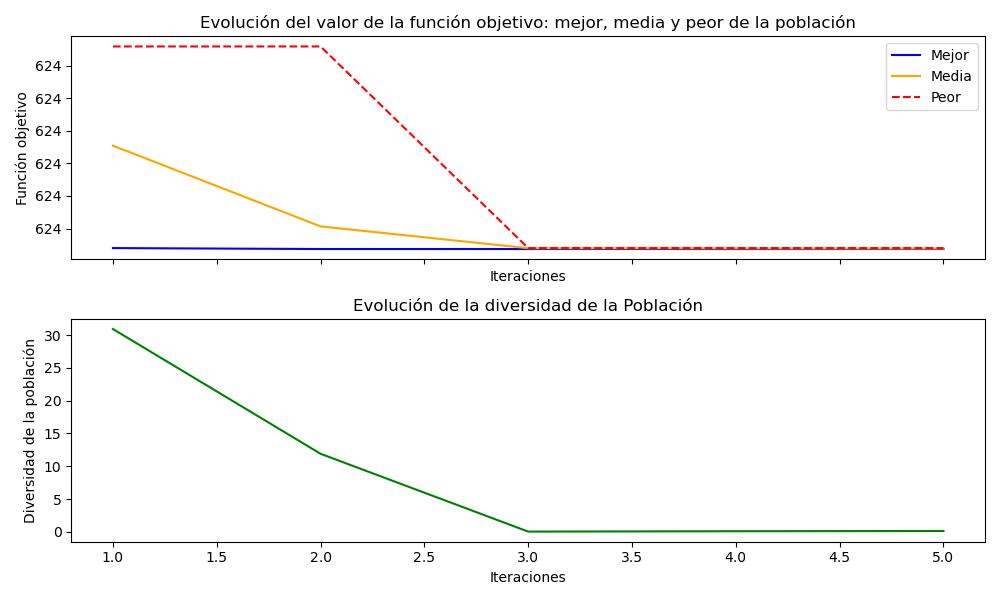 Evolución del valor de la función objetivo: mejor, media y peor de la población
Función objetivo
624
624
624
624
624
624
Mejor
Media
Peor
Iteraciones
Evolución de la diversidad de la Población
Diversidad de la población
30
25
20
15
10
5
0
1.0 1.5 2.0 2.5 3.0 3.5 4.0 4.5 5.0
Iteraciones